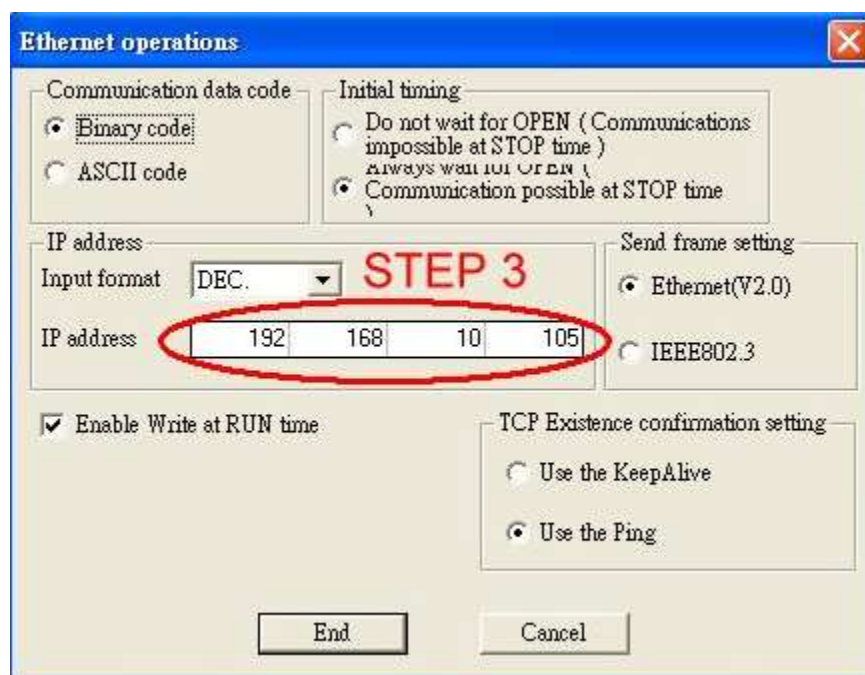 Ethernet operations
Communication data code
Binary code
ASCII code
Initial timing
Do not wait for OPEN ( Communications
impossible at STOP time )
Always wait for OPEN (
Communication possible at STOP time
)
IP address
Input format DEC. STEP 3
IP address 192 168 10 105
Send frame setting
Ethernet(V2.0)
IEEE802.3
Enable Write at RUN time
TCP Existence confirmation setting
Use the KeepAlive
Use the Ping
End Cancel